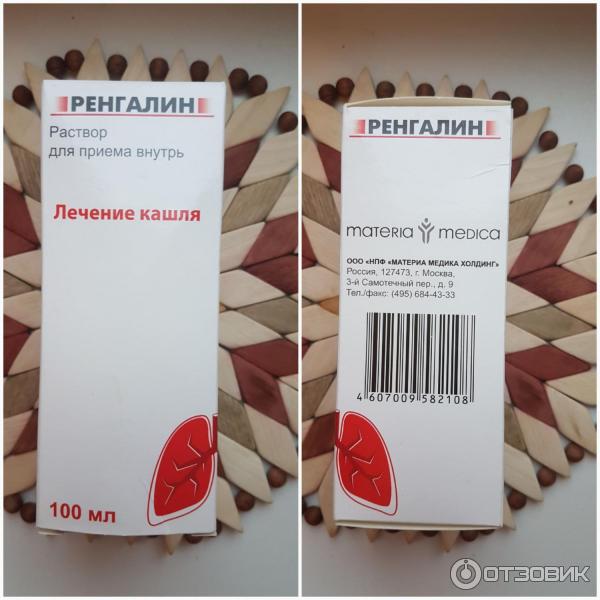 РЕНГАЛИН
Раствор
для приема внутрь
Лечение кашля
100 мл
РЕНГАЛИН
materia medica
ООО «НПФ «МАТЕРИА МЕДИКА ХОЛДИНГ»
Россия, 127473, г. Москва,
3-й Самотечный пер., д. 9
Тел./факс: (495) 684-43-33
4 607009 582108
ОТЗОВИК